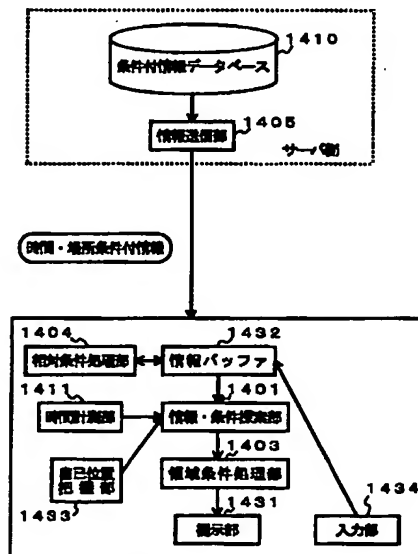 1410
条件付情報データベース
1405
情報送信部
サーバ側
時間・場所条件付情報
1404
1432
相対条件処理部
情報バッファ
1411
1401
時間計測部
情報・条件探索部
1403
自己位置
把握部
領域条件処理部
1433
1431
1434
提示部
入力部